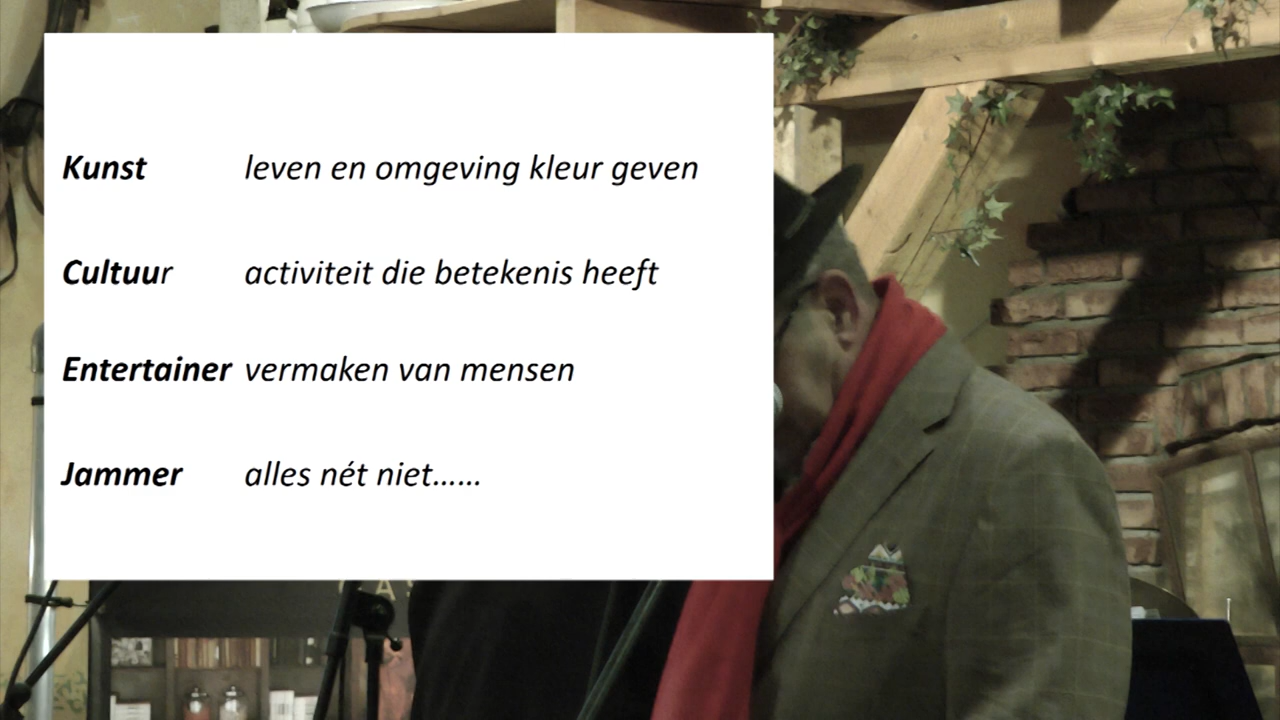 Kunst leven en omgeving kleur geven
Cultuur activiteit die betekenis heeft
Entertainer vermaken van mensen
Jammer alles nét niet......